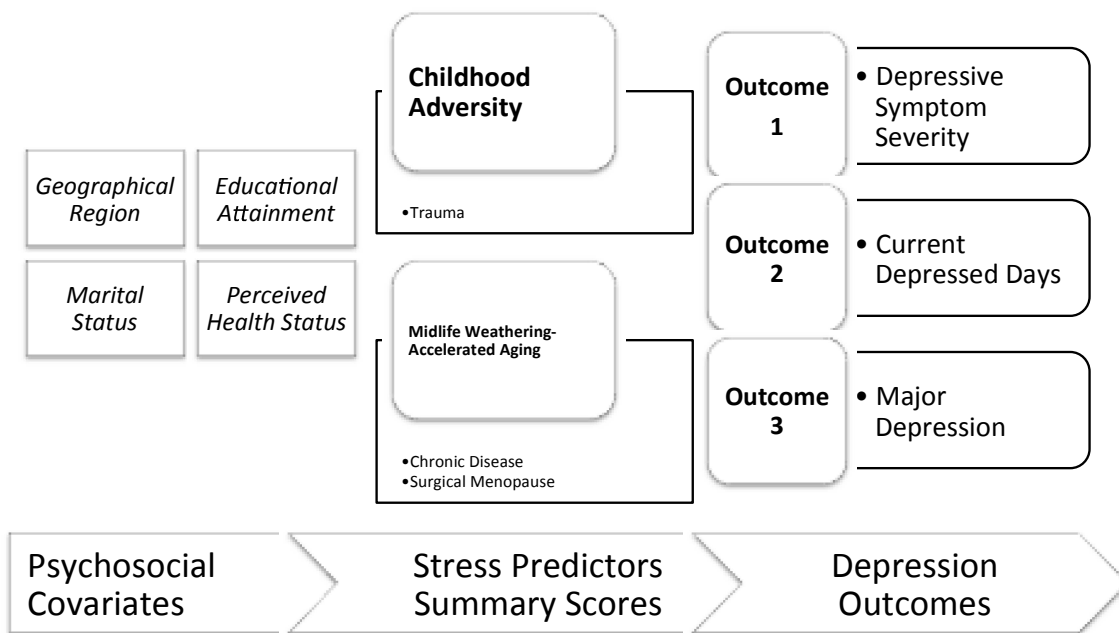 Geographical
Region
Educational
Attainment
Marital
Status
Perceived
Health Status
Childhood
Adversity
•Trauma
Midlife Weathering-
Accelerated Aging
•Chronic Disease
•Surgical Menopause
Outcome
1
• Depressive
Symptom
Severity
Outcome
2
• Current
Depressed Days
Outcome
3
• Major
Depression
Psychosocial
Covariates
Stress Predictors
Summary Scores
Depression
Outcomes